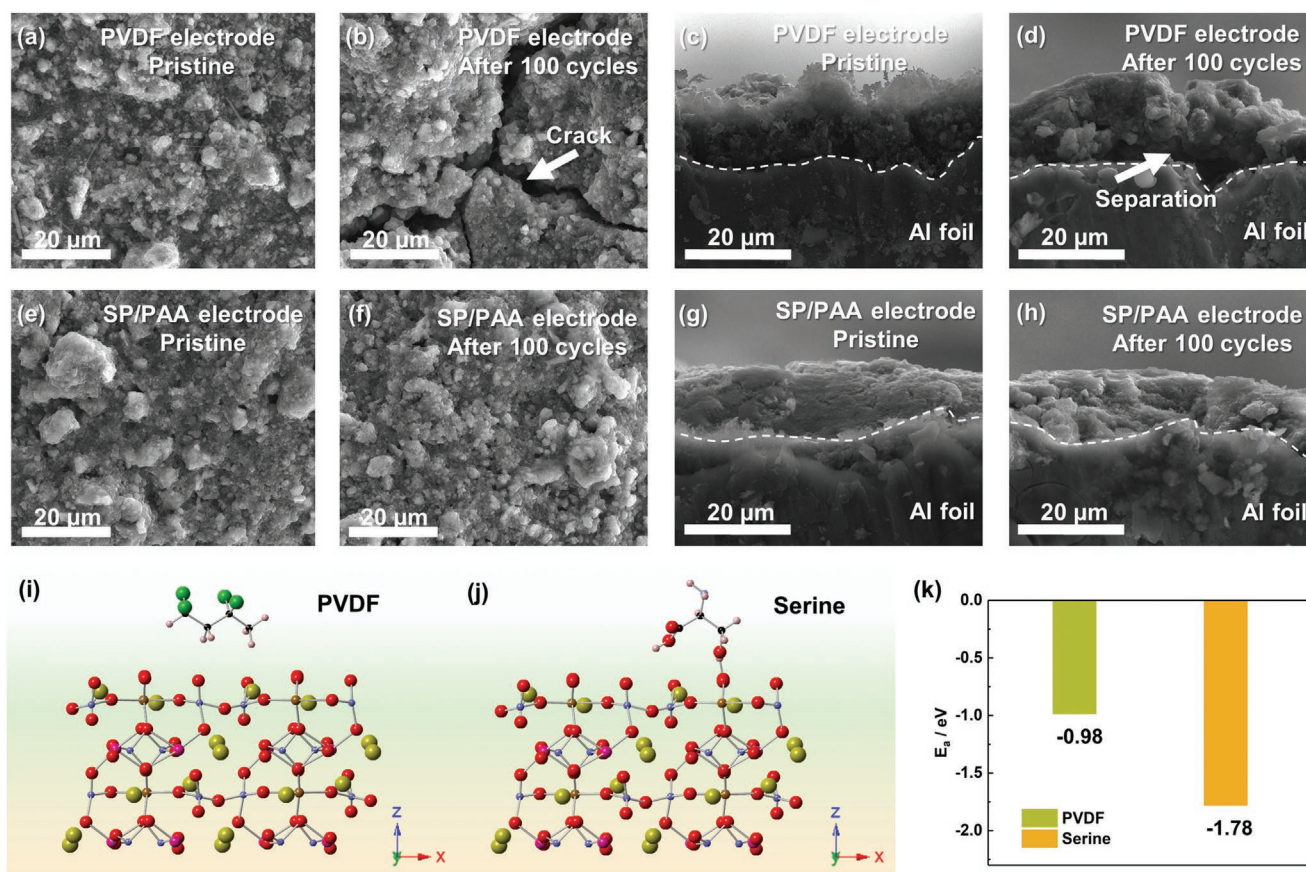 (a) PVDF electrode
Pristine
20 µm
(b) PVDF electrode
After 100 cycles
Crack
20 µm
(c) PVDF electrode
Pristine
20 µm
Al foil
(d) PVDF electrode
After 100 cycles
Separation
20 µm
Al foil
(e) SP/PAA electrode
Pristine
20 µm
(f) SP/PAA electrode
After 100 cycles
20 µm
(g) SP/PAA electrode
Pristine
20 µm
Al foil
(h) SP/PAA electrode
After 100 cycles
20 µm
Al foil
(i) PVDF
Z
y
X
(j) Serine
Z
y
X
(k)
Ea / eV
0.0
-0.5
-1.0
-1.5
-2.0
-0.98
-1.78
PVDF
Serine